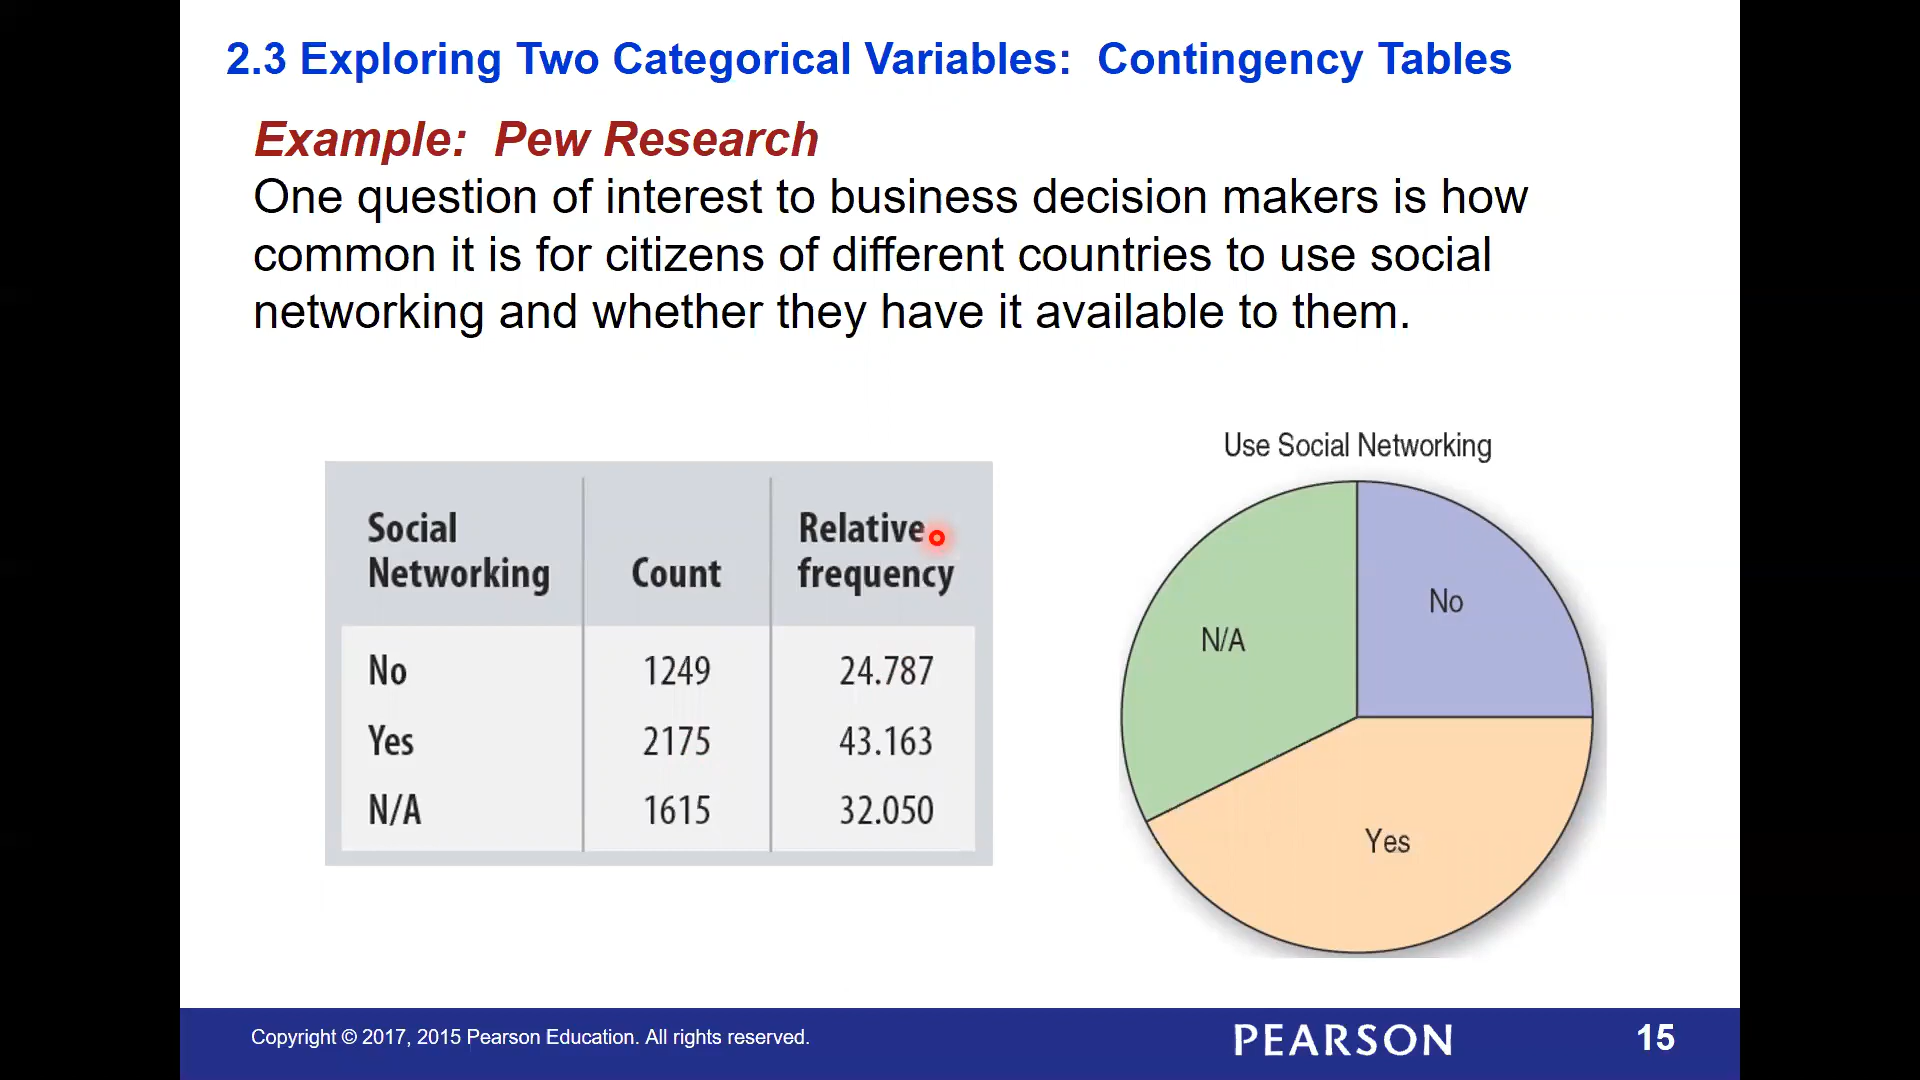 2.3 Exploring Two Categorical Variables:  Contingency Tables
Example:  Pew Research
One question of interest to business decision makers is how
common it is for citizens of different countries to use social
networking and whether they have it available to them.
Social
Networking
Count
Relative
frequency
No 1249 24.787
Yes 2175 43.163
N/A 1615 32.050
Use Social Networking
No
N/A
Yes
Copyright © 2017, 2015 Pearson Education. All rights reserved.
PEARSON
15